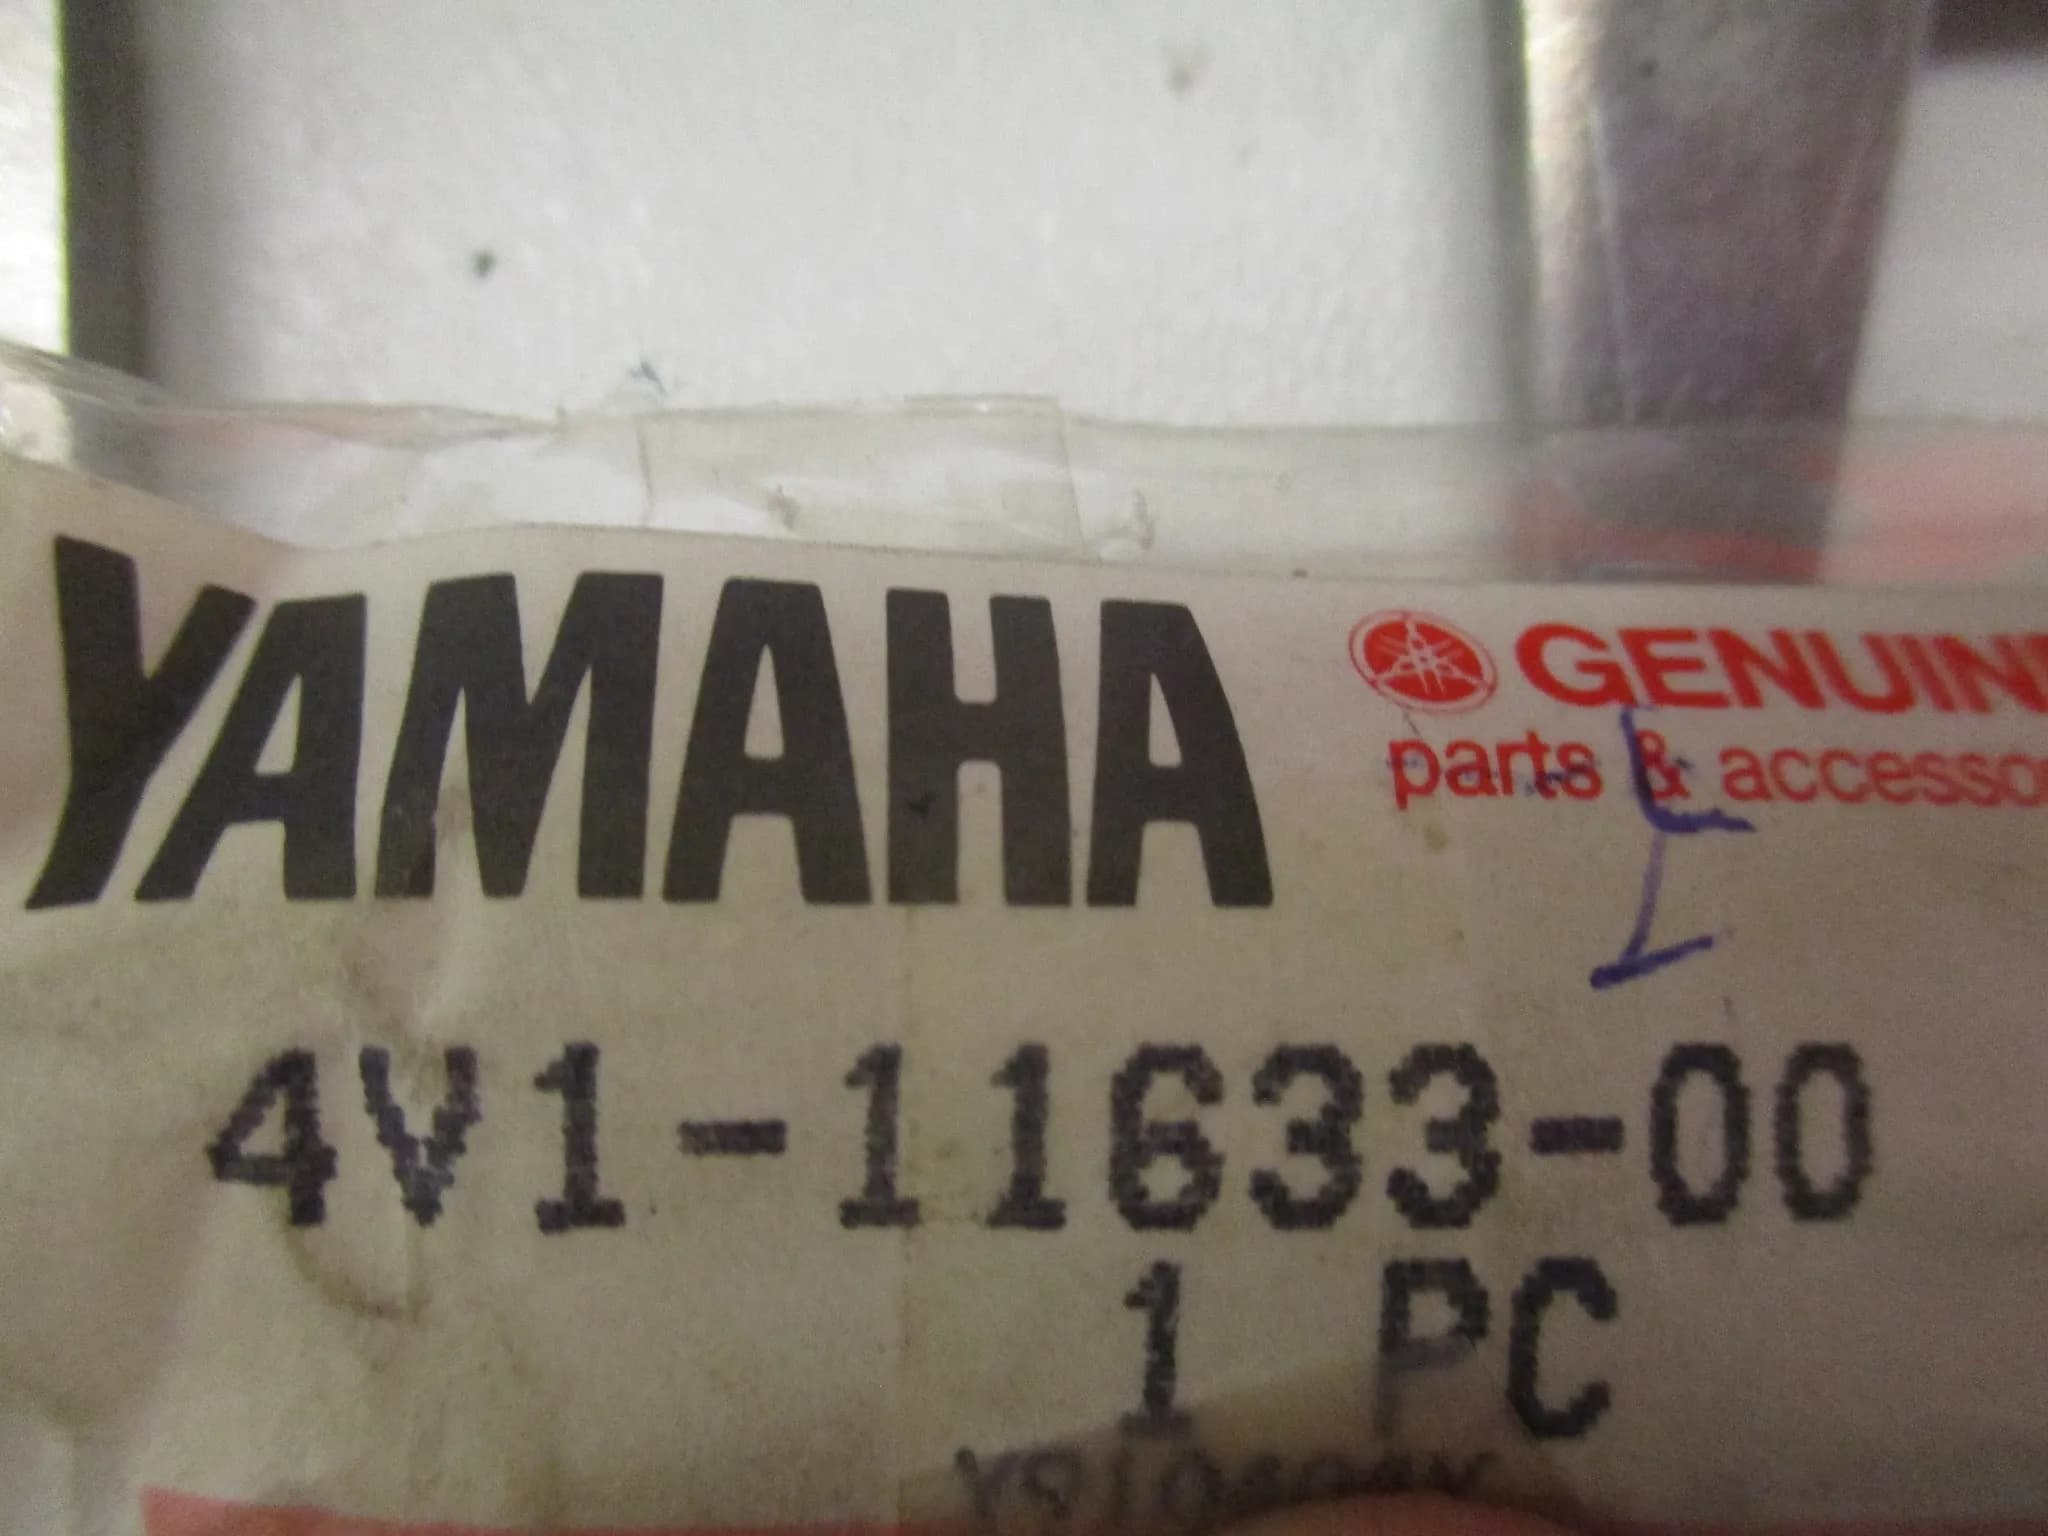 YAMAHA
GENUIN
parts & accesso
4V1-11633-00
1 PC